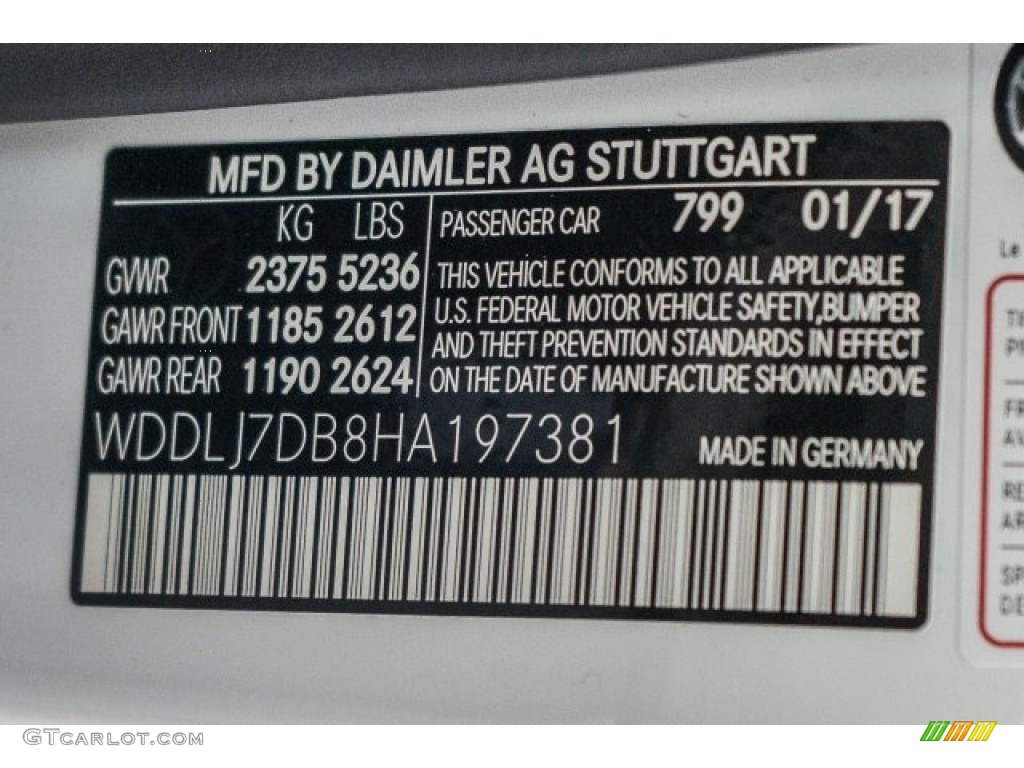 MFD BY DAIMLER AG STUTTGART
KG LBS
PASSENGER CAR 799 01/17
GVWR 2375 5236
GAWR FRONT 1185 2612
GAWR REAR 1190 2624
THIS VEHICLE CONFORMS TO ALL APPLICABLE
U.S. FEDERAL MOTOR VEHICLE SAFETY,BUMPER
AND THEFT PREVENTION STANDARDS IN EFFECT
ON THE DATE OF MANUFACTURE SHOWN ABOVE
WDDLJ7DB8HA197381
MADE IN GERMANY
Le
GTCARLOT.COM